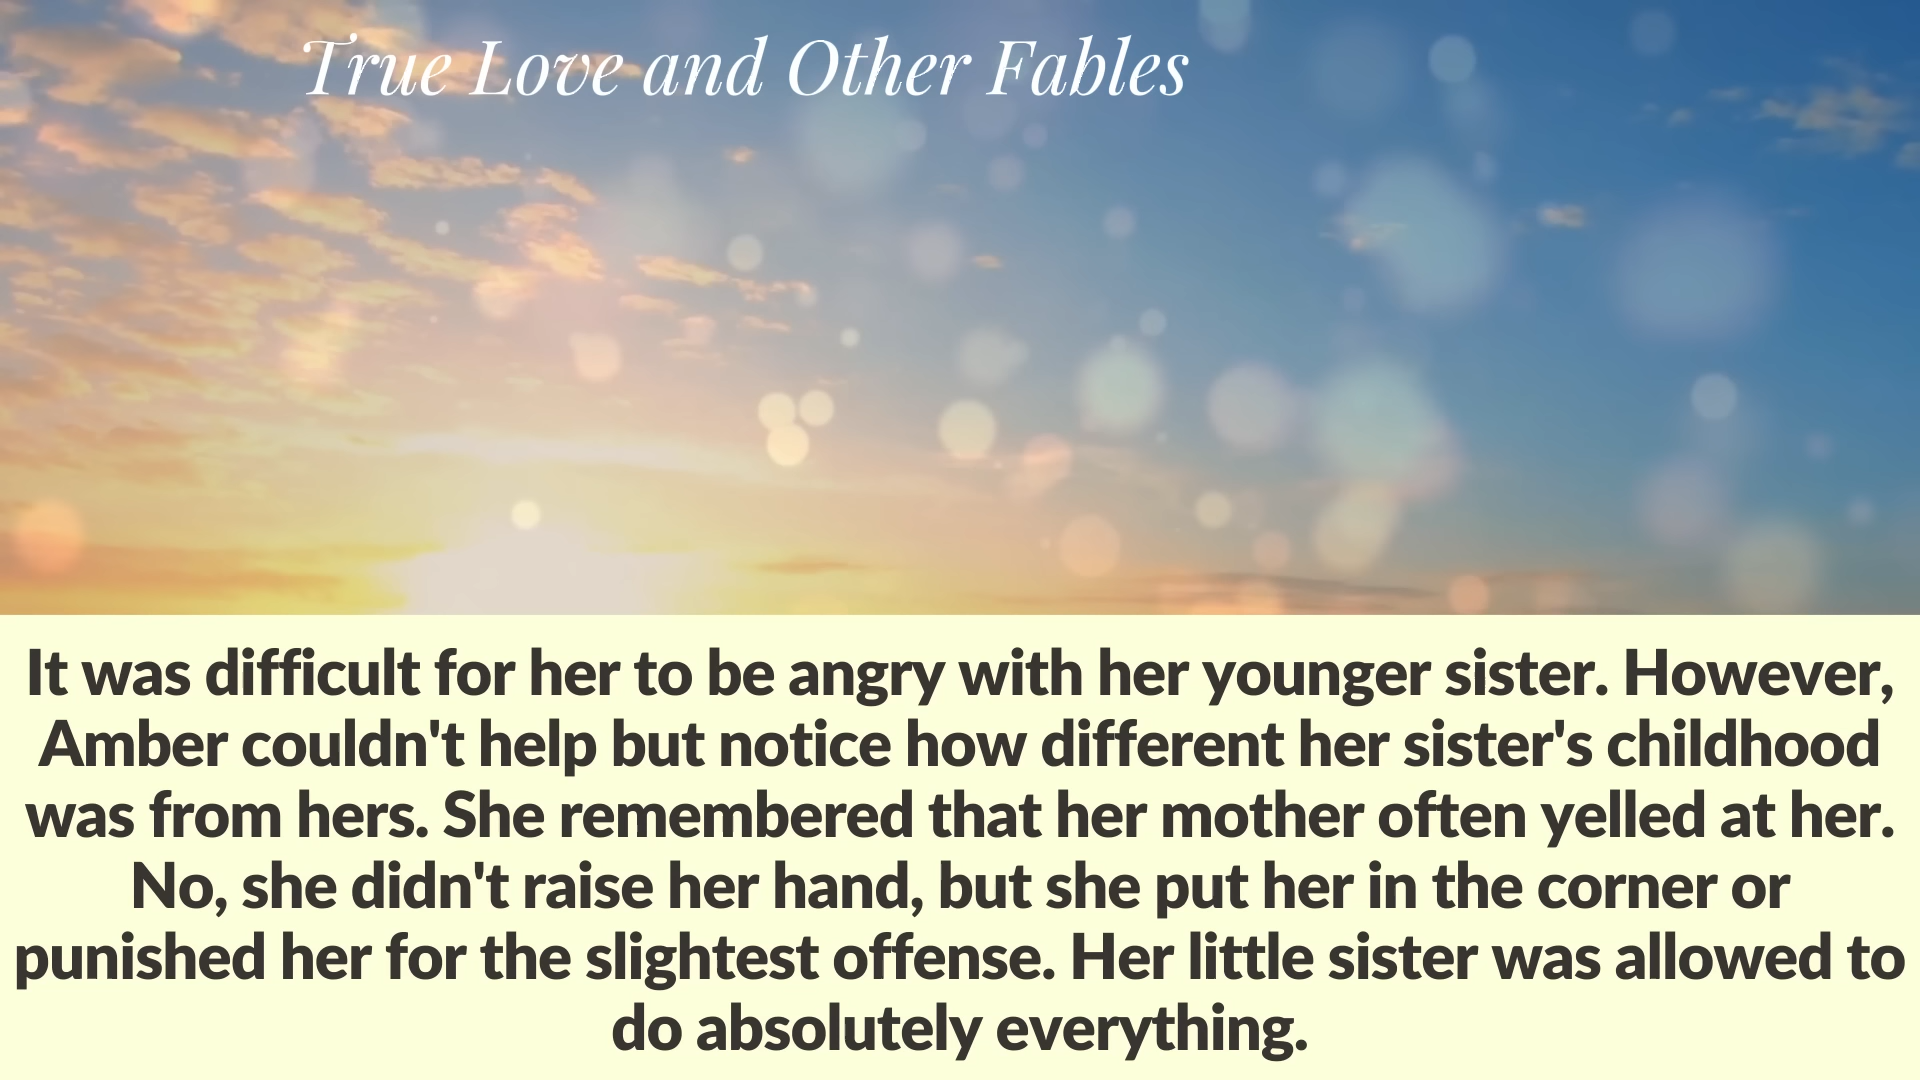 True Love and Other Fables
It was difficult for her to be angry with her younger sister. However,
Amber couldn't help but notice how different her sister's childhood
was from hers. She remembered that her mother often yelled at her.
No, she didn't raise her hand, but she put her in the corner or
punished her for the slightest offense. Her little sister was allowed to
do absolutely everything.